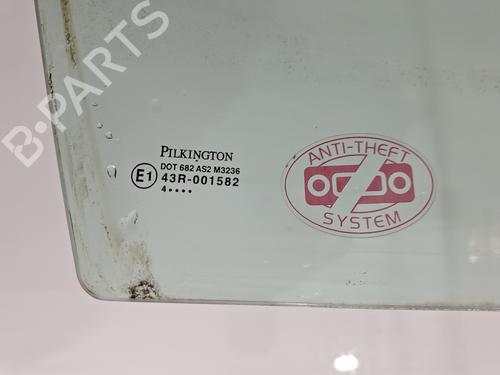 B-PARTS
PILKINGTON
DOT 682 AS2 M3236
E1 43R-001582
4 ••••
ANTI-THEFT
SYSTEM